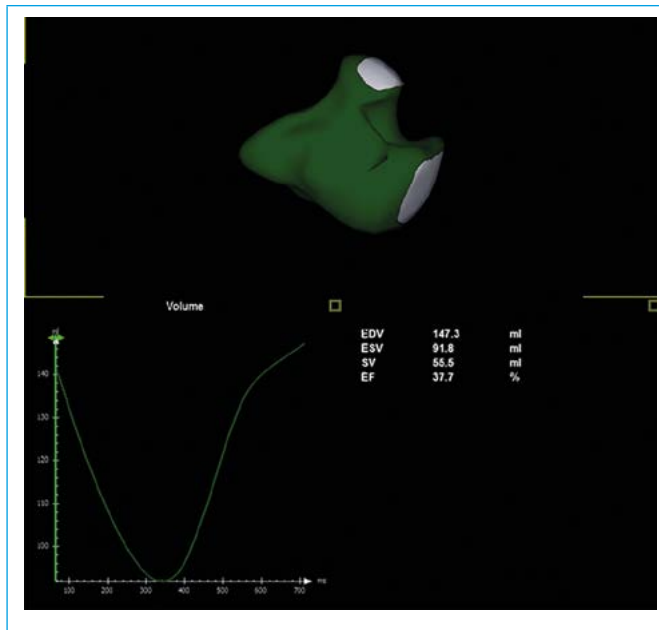 Volume
EDV 147.3 ml
ESV 91.8 ml
SV 55.5 ml
EF 37.7 %
ml
140
130
120
110
100
100 200 300 400 500 600 700 ms